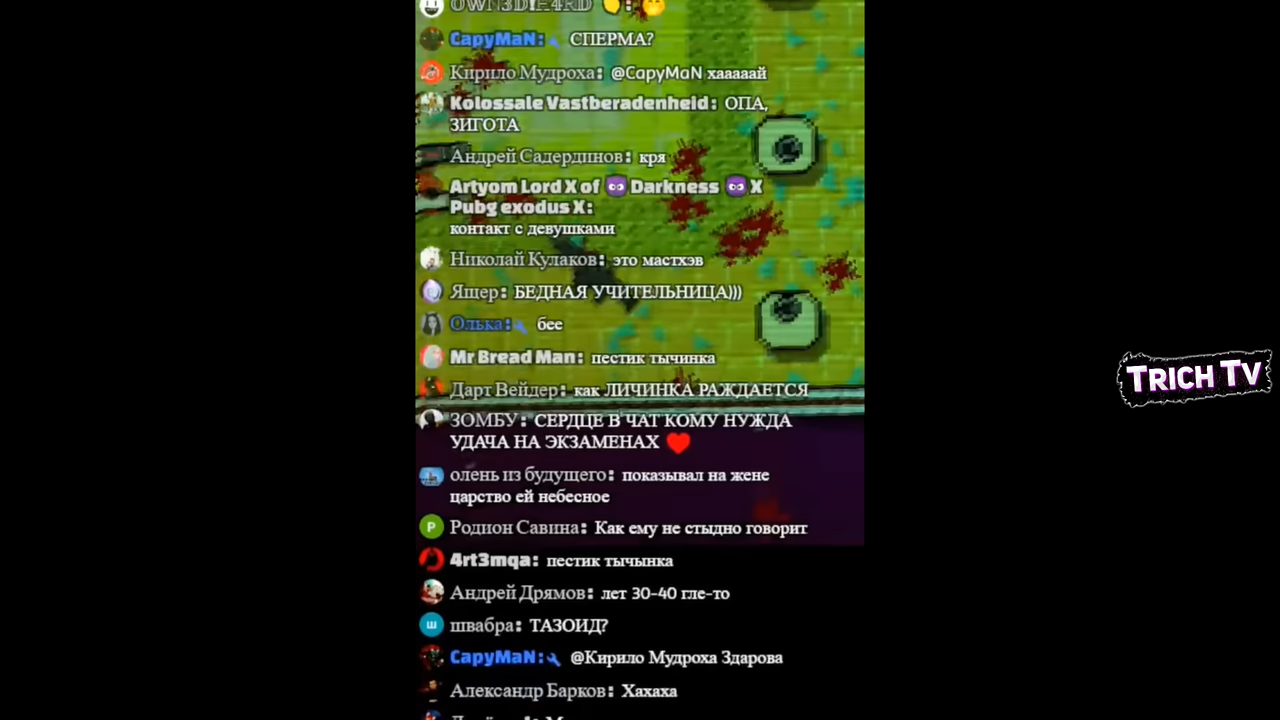 OWN3D!E4RD
CapyMaN: СПЕРМА?
Кирило Мудроха: @CapyMaN хаааай
Kolossale Vastberadenheid: ОПА,
ЗИГОТА
Андрей Садердинов: кря
Artyom Lord X of 😈 Darkness 😈 X
Pubg exodus X:
контакт с девушками
Николай Кулаков: это мастхэв
Ящер: БЕДНАЯ УЧИТЕЛЬНИЦА)))
Олька: бее
Mr Bread Man: пестик тычинка
Дарт Вейдер: как ЛИЧИНКА РАЖДАЕТСЯ
ЗОМБУ: СЕРДЦЕ В ЧАТ КОМУ НУЖДА
УДАЧА НА ЭКЗАМЕНАХ ❤️
олень из будущего: показывал на жене
царство ей небесное
Родион Савина: Как ему не стыдно говорит
4rt3mqa: пестик тычынка
Андрей Дрямов: лет 30-40 гле-то
швабра: ТАЗОИД?
CapyMaN: @Кирило Мудроха Здарова
Александр Барков: Хахаха
TRICH TV